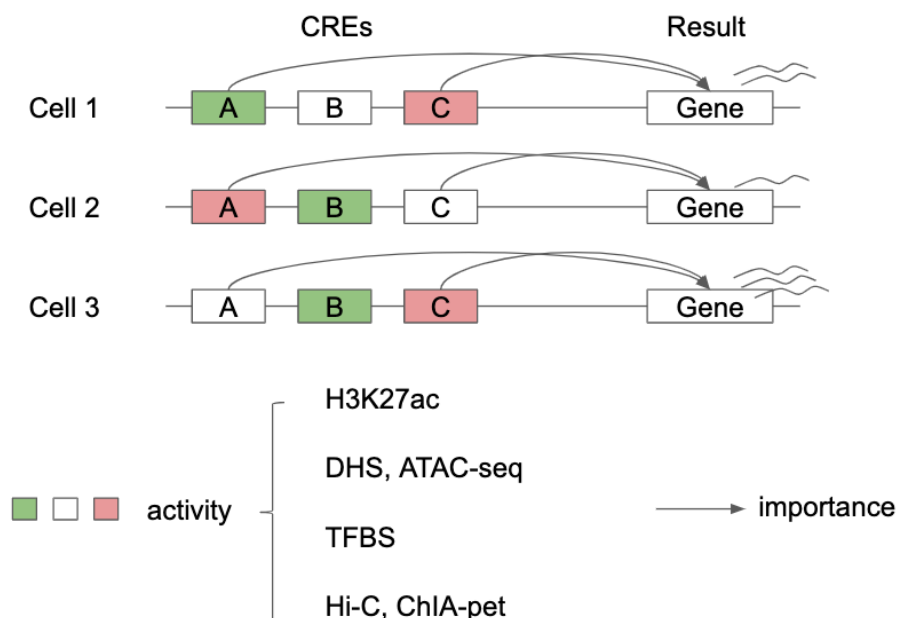 CREs Result
Cell 1 A B C Gene
Cell 2 A B C Gene
Cell 3 A B C Gene
H3K27ac
DHS, ATAC-seq
activity importance
TFBS
Hi-C, ChIA-pet